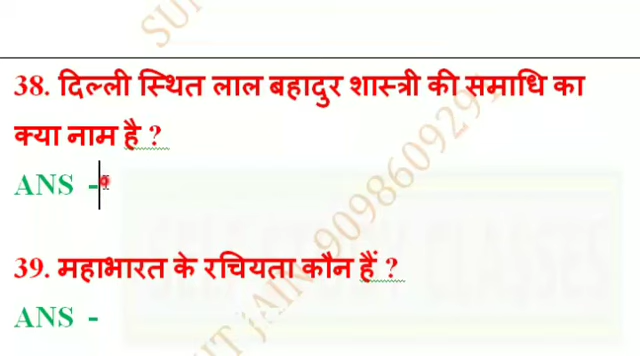 38. दिल्ली स्थित लाल बहादुर शास्त्री की समाधि का
क्या नाम है ?
ANS -
39. महाभारत के रचियता कौन हैं ?
ANS -